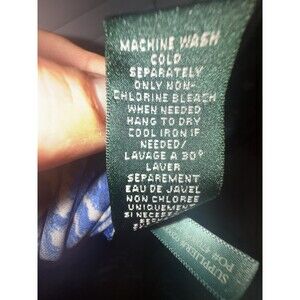 MACHINE WASH
COLD
SEPARATELY
ONLY NON-
CHLORINE BLEACH
WHEN NEEDED
HANG TO DRY
COOL IRON IF
NEEDED/
LAVAGE A 30°
LAVER
SEPAREMENT
EAU DE JAVEL
NON CHLOREE
UNIQUEMENT
SI NECESSAIRE